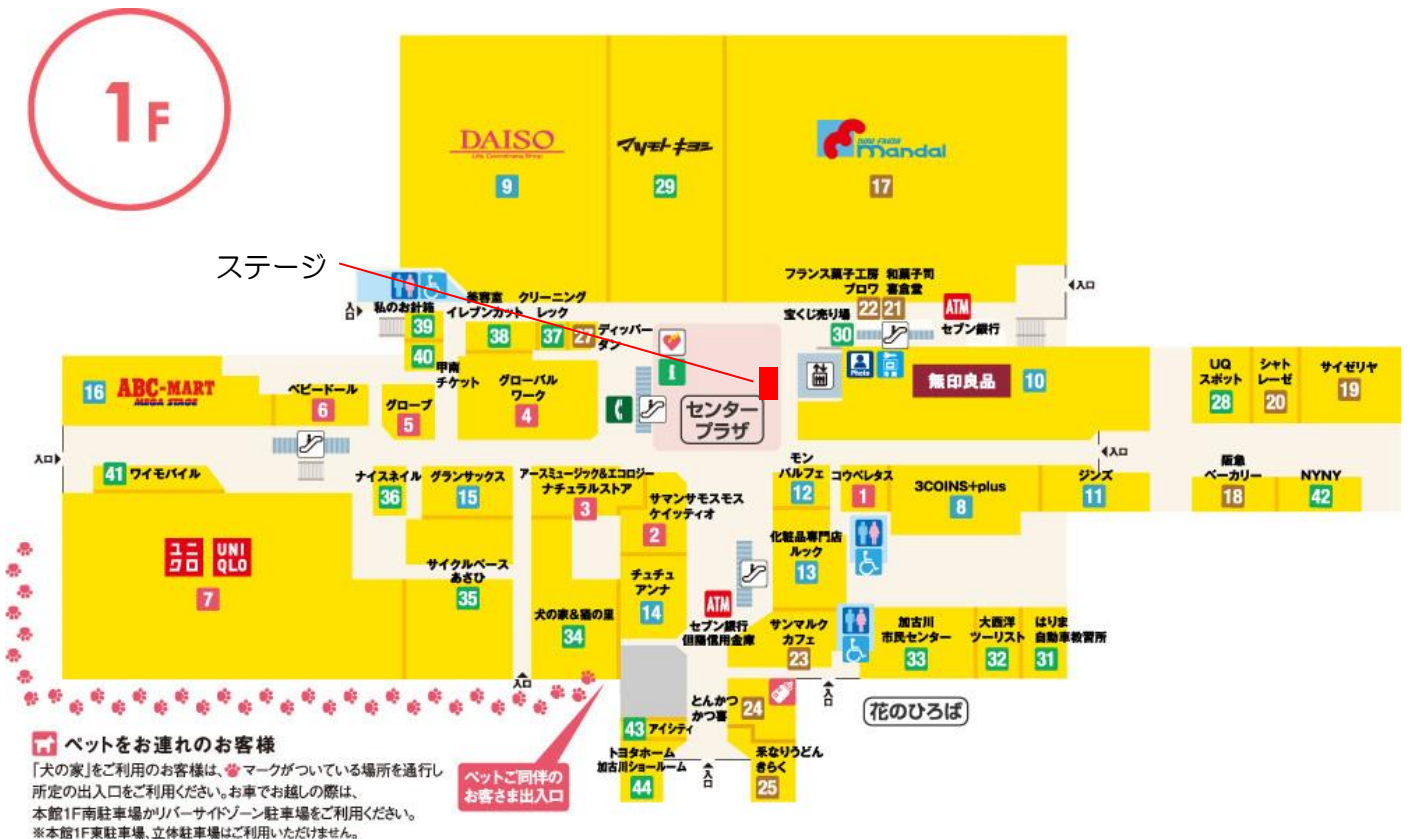 1F
DAISO
9
マツモトキヨシ
29
mandai
17
ステージ
入口
私のお針箱
39
40
甲南
チケット
美容室
イレブンカット
38
クリーニング
レック
37
27
ディッパー
ダン
i
センター
プラザ
フランス菓子工房
ブロワ
22
和菓子司
喜倉堂
21
宝くじ売り場
30
ATM
セブン銀行
入口
Photo
無印良品
10
入口
16
ABC-MART
MEGA STAGE
ベビードール
6
グローブ
5
グローバル
ワーク
4
UQ
スポット
28
シャト
レーゼ
20
サイゼリヤ
19
入口
41
ワイモバイル
ナイスネイル
36
グランサックス
15
アースミュージック&エコロジー
ナチュラルストア
3
サマンサモスモス
ケイッティオ
2
モン
パルフェ
12
コウベレタス
1
3COINS+plus
8
ジンズ
11
阪急
ベーカリー
18
NYNY
42
ユニクロ
UNIQLO
7
サイクルベース
あさひ
35
犬の家&猫の里
34
チュチュ
アンナ
14
化粧品専門店
ルック
13
ATM
セブン銀行
但陽信用金庫
サンマルク
カフェ
23
加古川
市民センター
33
大西洋
ツーリスト
32
はりま
自動車教習所
31
入口
入口
花のひろば
とんかつ
かつ喜
24
43
アイシティ
トヨタホーム
加古川ショールーム
44
入口
禾なりうどん
きらく
25
ペットをお連れのお客様
「犬の家」をご利用のお客様は、マークがついている場所を通行し
所定の出入口をご利用ください。お車でお越しの際は、
本館1F南駐車場かリバーサイドゾーン駐車場をご利用ください。
※本館1F東駐車場、立体駐車場はご利用いただけません。
ペットご同伴の
お客さま出入口